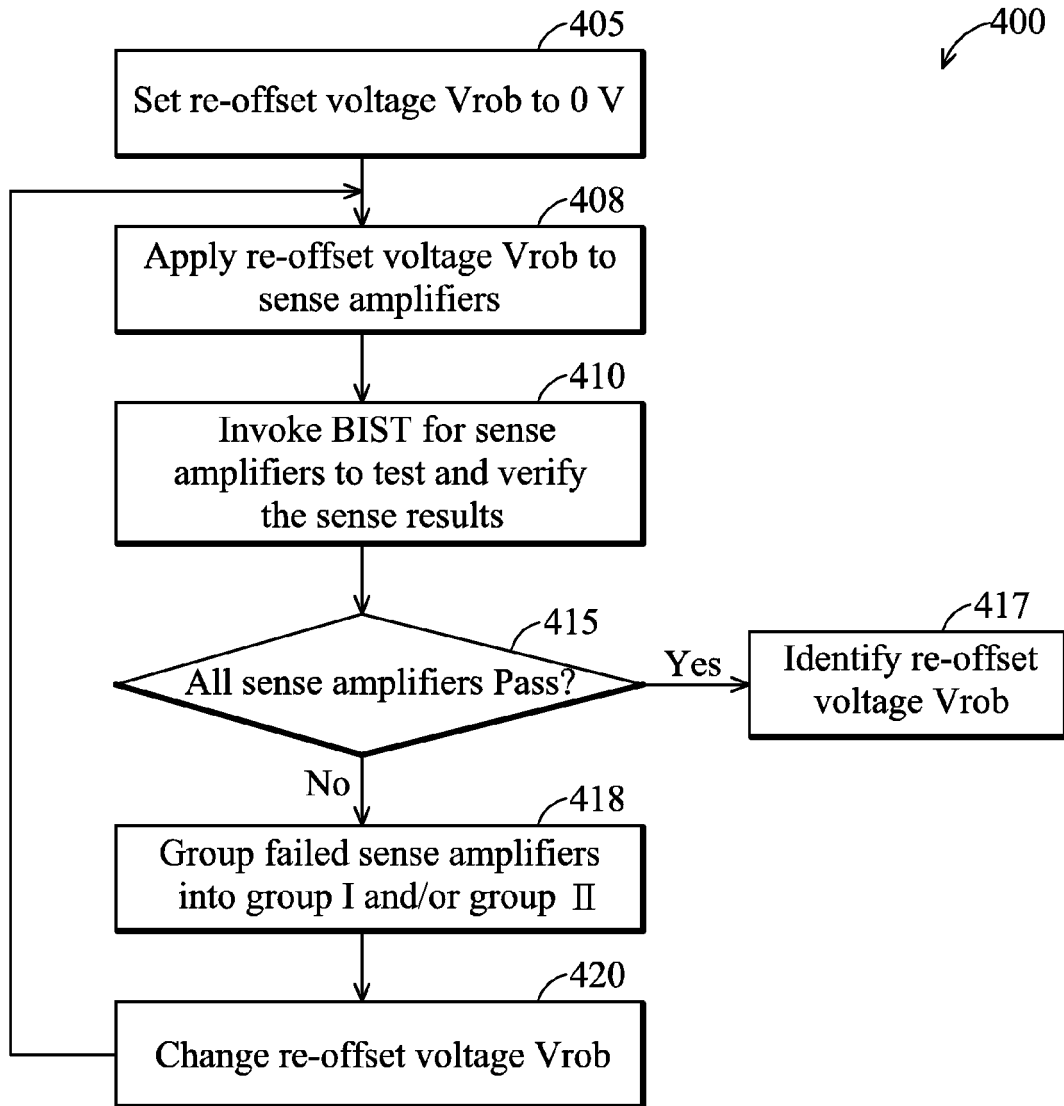 400
405
Set re-offset voltage Vrob to 0 V
408
Apply re-offset voltage Vrob to
sense amplifiers
410
Invoke BIST for sense
amplifiers to test and verify
the sense results
415
All sense amplifiers Pass?
Yes
417
Identify re-offset
voltage Vrob
No
418
Group failed sense amplifiers
into group I and/or group II
420
Change re-offset voltage Vrob